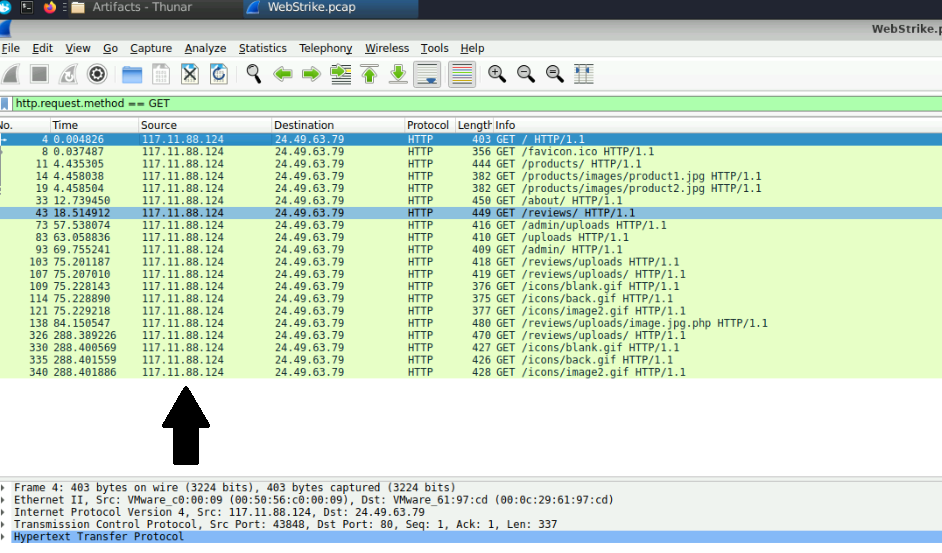 Artifacts - Thunar WebStrike.pcap
WebStrike.p
File Edit View Go Capture Analyze Statistics Telephony Wireless Tools Help
http.request.method == GET
No. Time Source Destination Protocol Length Info
4 0.004826 117.11.88.124 24.49.63.79 HTTP 403 GET / HTTP/1.1
8 0.037487 117.11.88.124 24.49.63.79 HTTP 356 GET /favicon.ico HTTP/1.1
11 4.435305 117.11.88.124 24.49.63.79 HTTP 444 GET /products/ HTTP/1.1
14 4.458038 117.11.88.124 24.49.63.79 HTTP 382 GET /products/images/product1.jpg HTTP/1.1
19 4.458504 117.11.88.124 24.49.63.79 HTTP 382 GET /products/images/product2.jpg HTTP/1.1
33 12.739450 117.11.88.124 24.49.63.79 HTTP 450 GET /about/ HTTP/1.1
43 18.514912 117.11.88.124 24.49.63.79 HTTP 449 GET /reviews/ HTTP/1.1
73 57.538074 117.11.88.124 24.49.63.79 HTTP 416 GET /admin/uploads HTTP/1.1
83 63.058836 117.11.88.124 24.49.63.79 HTTP 410 GET /uploads HTTP/1.1
93 69.755241 117.11.88.124 24.49.63.79 HTTP 409 GET /admin/ HTTP/1.1
103 75.201187 117.11.88.124 24.49.63.79 HTTP 418 GET /reviews/uploads HTTP/1.1
107 75.207010 117.11.88.124 24.49.63.79 HTTP 419 GET /reviews/uploads/ HTTP/1.1
109 75.228143 117.11.88.124 24.49.63.79 HTTP 376 GET /icons/blank.gif HTTP/1.1
114 75.228890 117.11.88.124 24.49.63.79 HTTP 375 GET /icons/back.gif HTTP/1.1
121 75.229218 117.11.88.124 24.49.63.79 HTTP 377 GET /icons/image2.gif HTTP/1.1
138 84.150547 117.11.88.124 24.49.63.79 HTTP 480 GET /reviews/uploads/image.jpg.php HTTP/1.1
326 288.389226 117.11.88.124 24.49.63.79 HTTP 470 GET /reviews/uploads/ HTTP/1.1
330 288.400569 117.11.88.124 24.49.63.79 HTTP 427 GET /icons/blank.gif HTTP/1.1
335 288.401559 117.11.88.124 24.49.63.79 HTTP 426 GET /icons/back.gif HTTP/1.1
340 288.401886 117.11.88.124 24.49.63.79 HTTP 428 GET /icons/image2.gif HTTP/1.1
Frame 4: 403 bytes on wire (3224 bits), 403 bytes captured (3224 bits)
Ethernet II, Src: VMware_c0:00:09 (00:50:56:c0:00:09), Dst: VMware_61:97:cd (00:0c:29:61:97:cd)
Internet Protocol Version 4, Src: 117.11.88.124, Dst: 24.49.63.79
Transmission Control Protocol, Src Port: 43848, Dst Port: 80, Seq: 1, Ack: 1, Len: 337
Hypertext Transfer Protocol